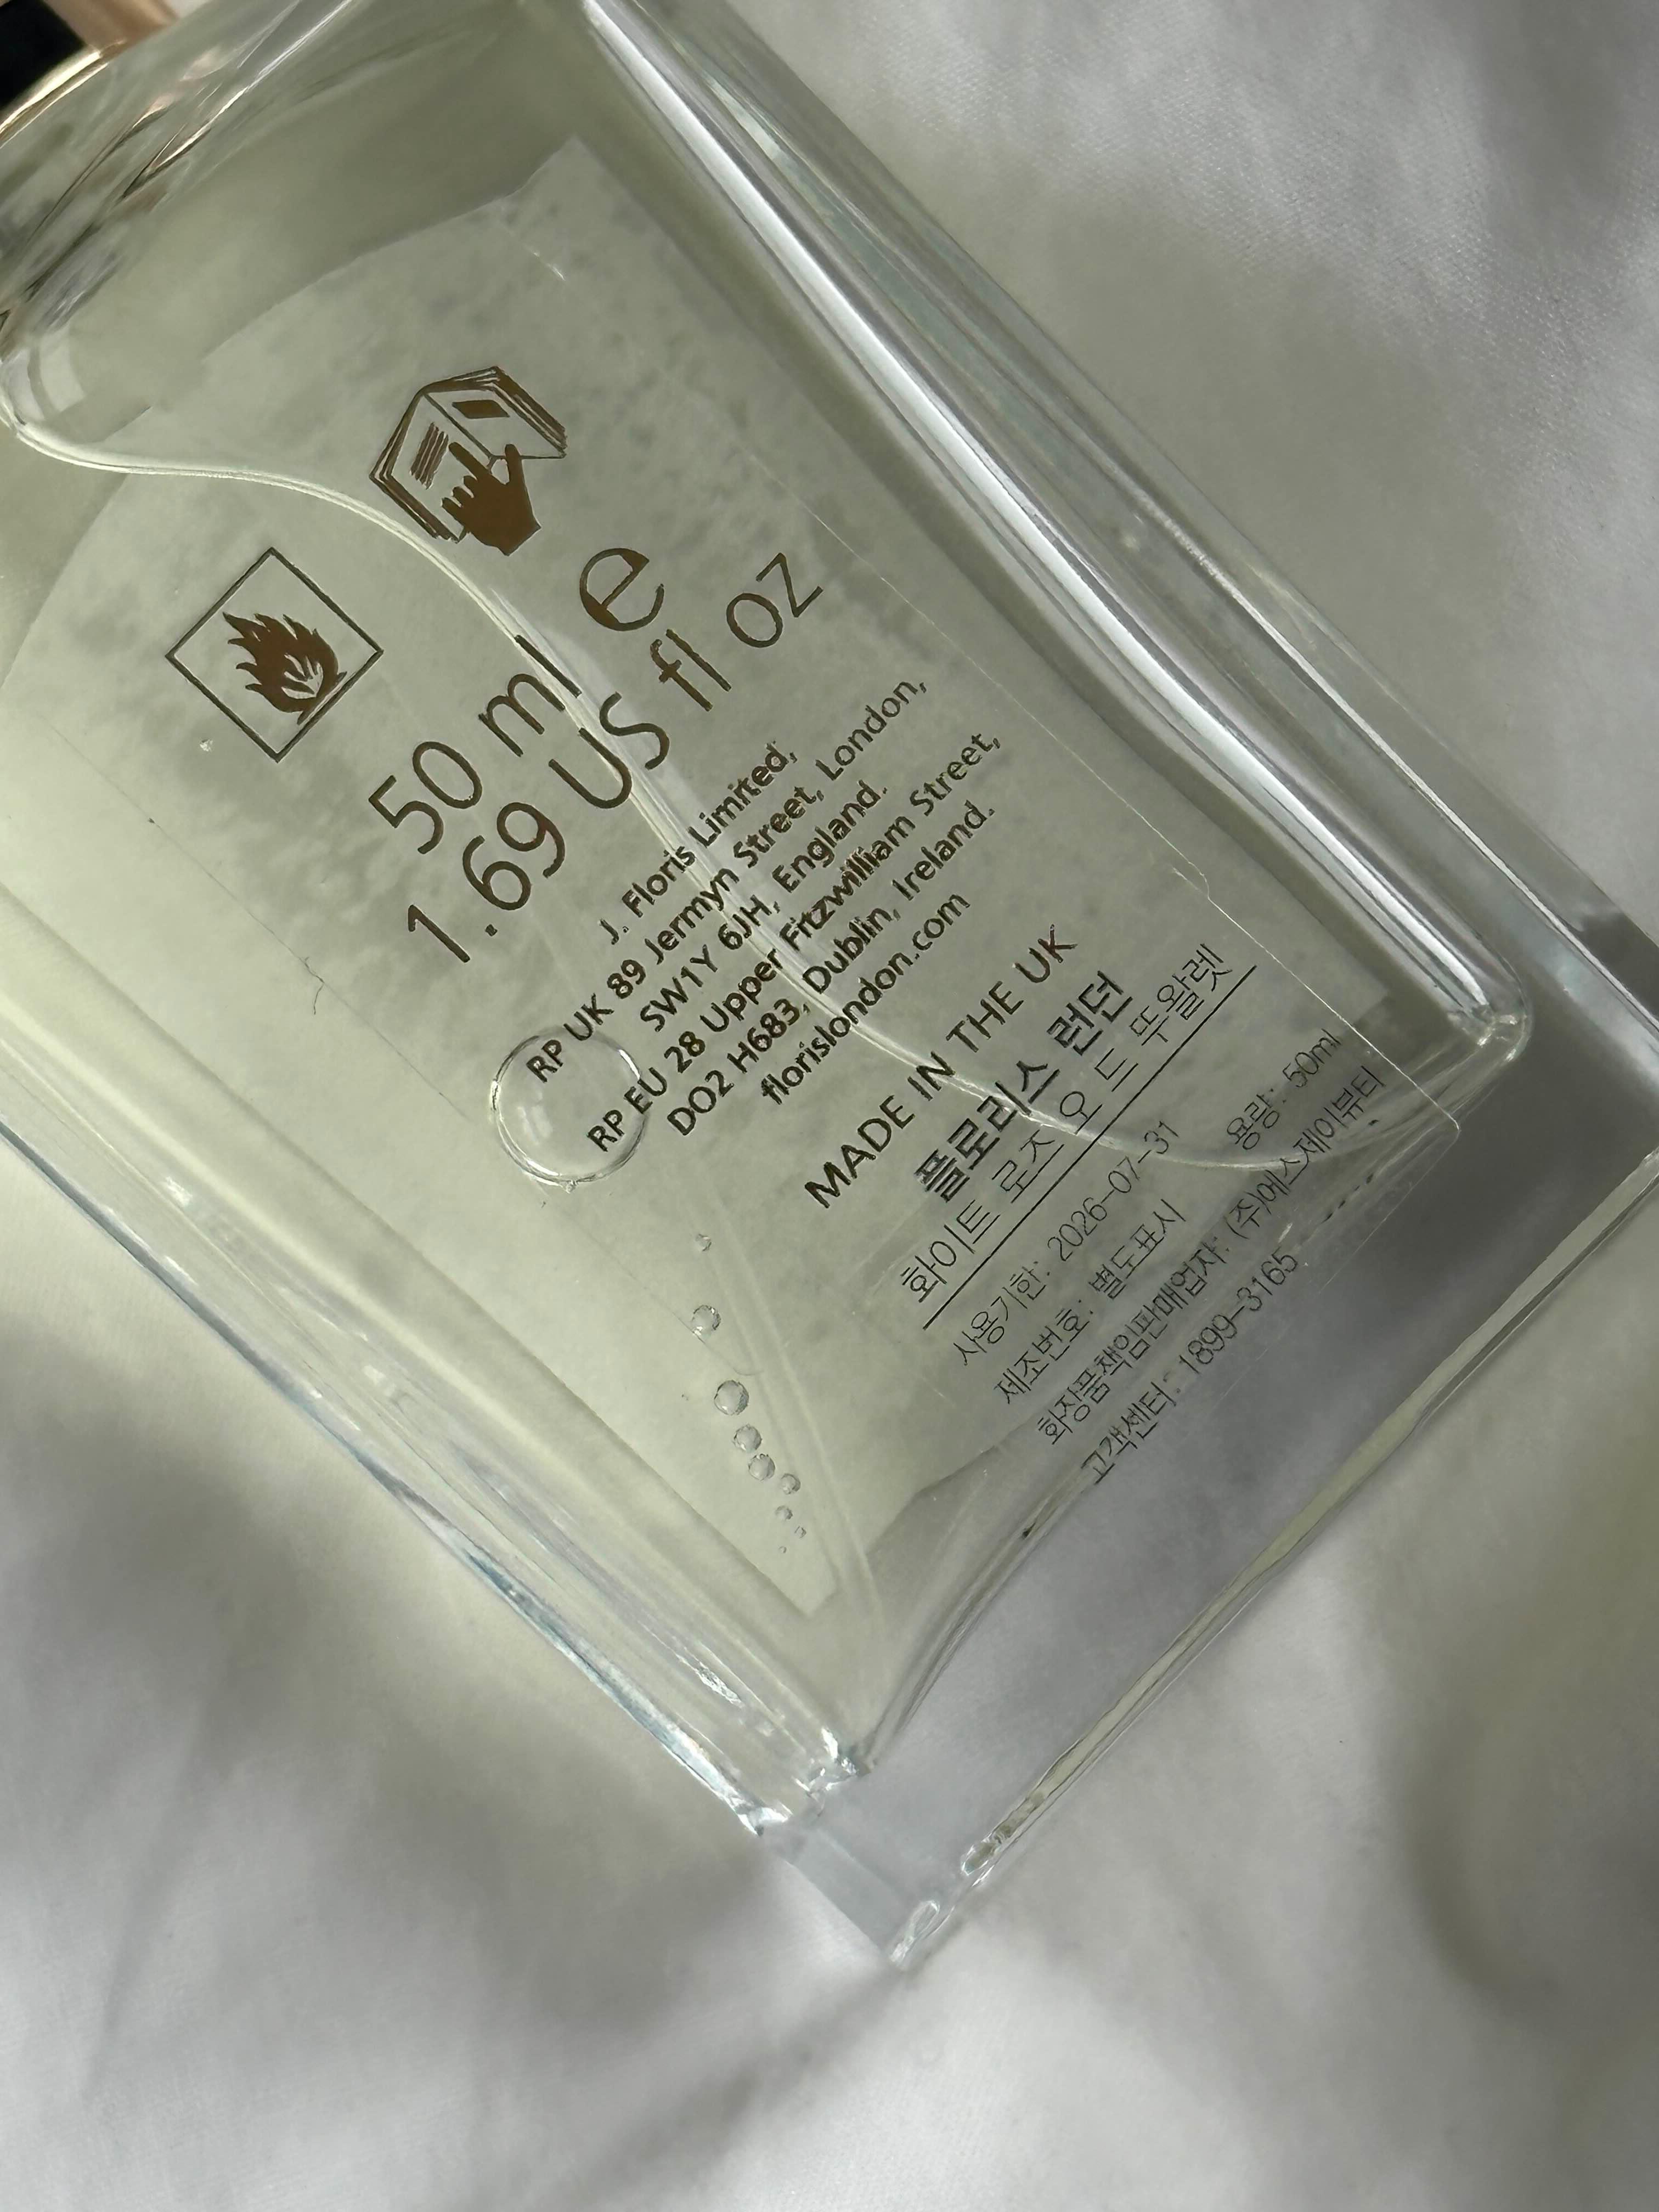 50 ml e
1.69 US fl oz
J. Floris Limited,
RP UK 89 Jermyn Street, London,
SW1Y 6JH, England.
RP EU 28 Upper Fitzwilliam Street,
DO2 H683, Dublin, Ireland.
florislondon.com
MADE IN THE UK
플로리스 런던
화이트 로즈 오 드 뚜왈렛
사용기한: 2026-07-31 용량: 50ml
제조번호: 별도표시
화장품책임판매업자: (주)에스제이뷰티
고객센터: 1899-3165